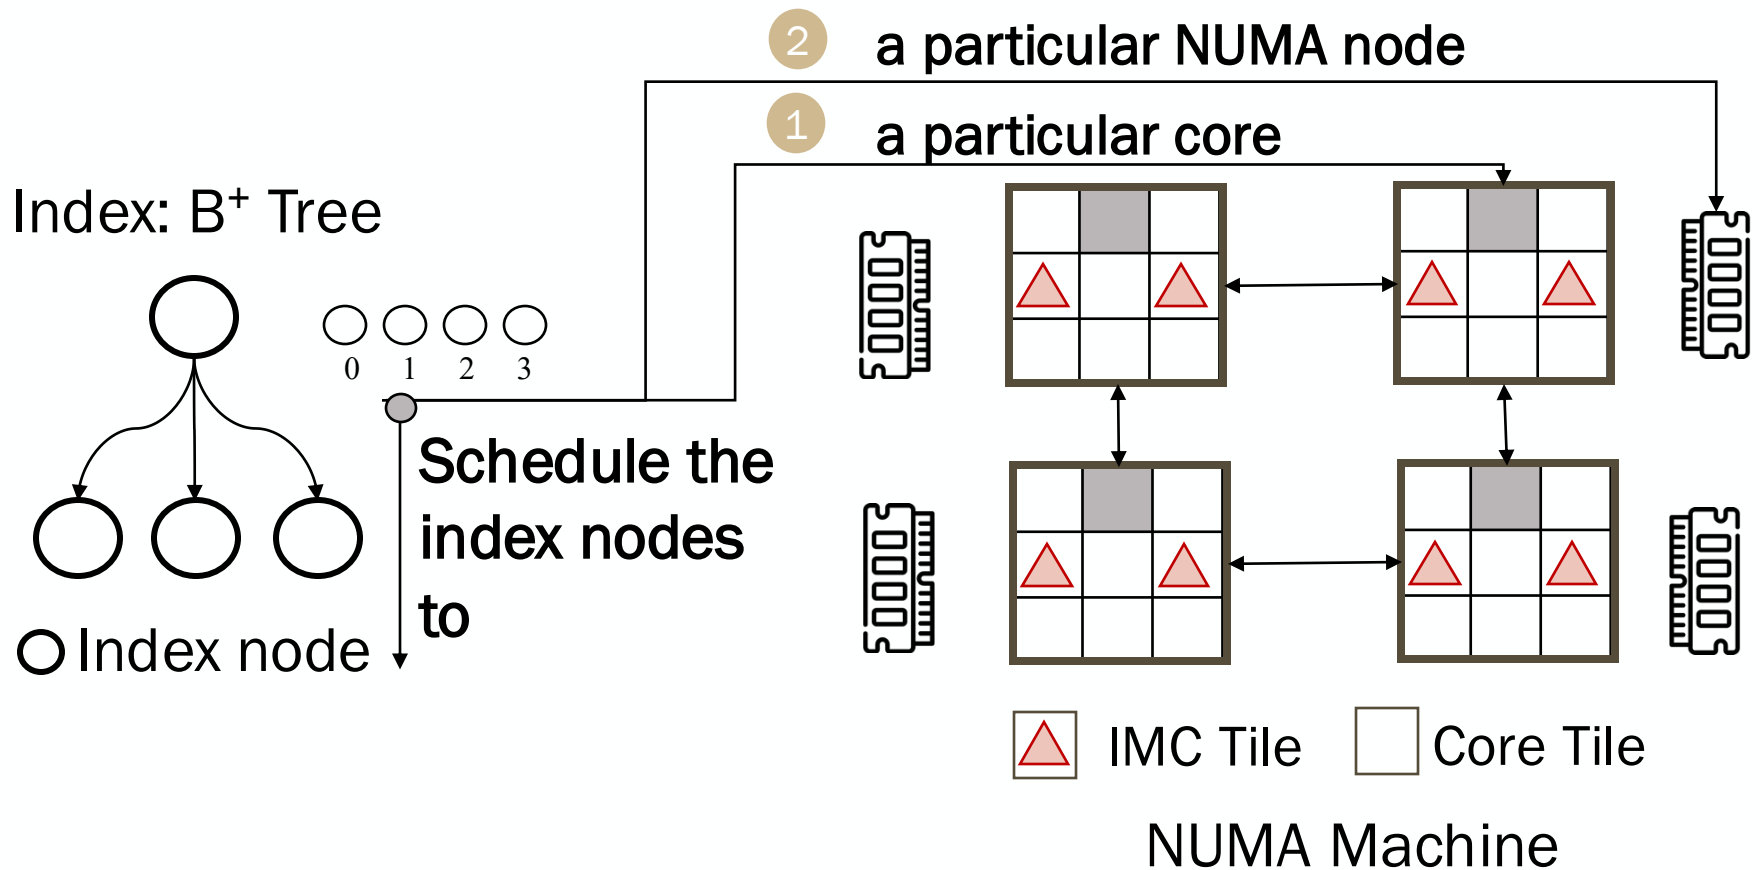 2 a particular NUMA node
1 a particular core
Index: B⁺ Tree
0 1 2 3
Schedule the
index nodes
to
Index node
IMC Tile
Core Tile
NUMA Machine